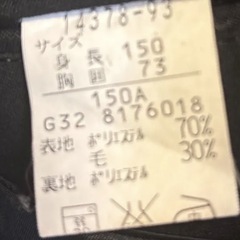 14378-93
サイズ
身長 150
胸囲 73
150A
G32 8176018
表地 ポリエステル 70%
毛 30%
裏地 ポリエステル